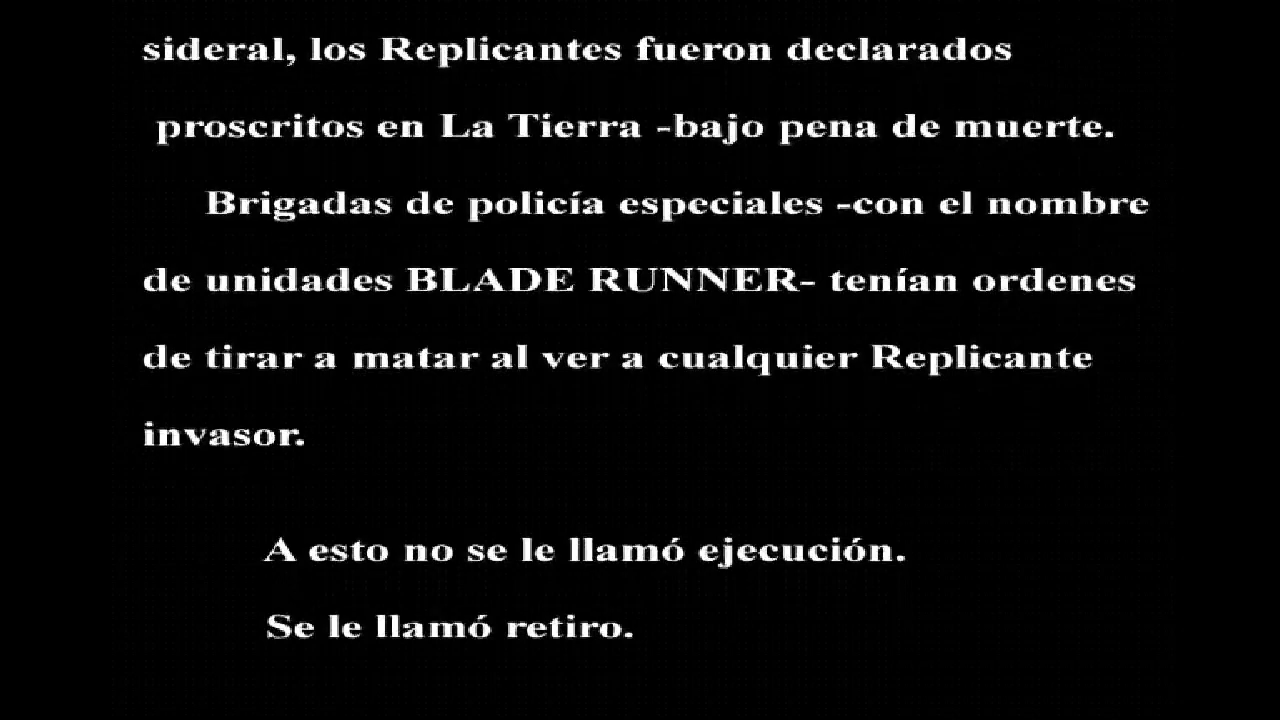 sideral, los Replicantes fueron declarados
proscritos en La Tierra -bajo pena de muerte.
Brigadas de policía especiales -con el nombre
de unidades BLADE RUNNER- tenían ordenes
de tirar a matar al ver a cualquier Replicante
invasor.
A esto no se le llamó ejecución.
Se le llamó retiro.